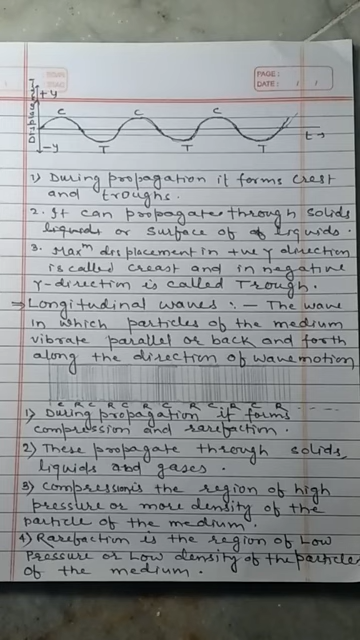 PAGE :
DATE : / /
Displacement
+y
C C C
t→
-y
T T T
1) During propagation it forms crest
and troughs.
2. It can propagate through solids
liquids or surface of liquids.
3. Maxm displacement in +ve Y direction
is called creast and in negative
Y-direction is called Trough.
⇒ Longitudinal waves :- The wave
in which particles of the medium
vibrate parallel or back and forth
along the direction of wave motion
C R C R C R C R C R C R
1) During propagation it forms
compression and rarefaction.
2) These propagate through solids,
liquids and gases.
3) compression is the region of high
pressure or more density of the
particle of the medium.
4) Rarefaction is the region of Low
Pressure or Low density of the particles
of the medium.